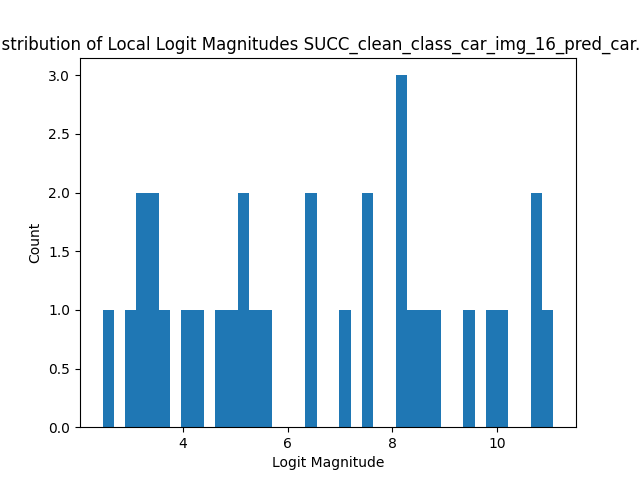 stribution of Local Logit Magnitudes SUCC_clean_class_car_img_16_pred_car.
3.0
2.5
2.0
1.5
1.0
0.5
0.0
Count
4 6 8 10
Logit Magnitude